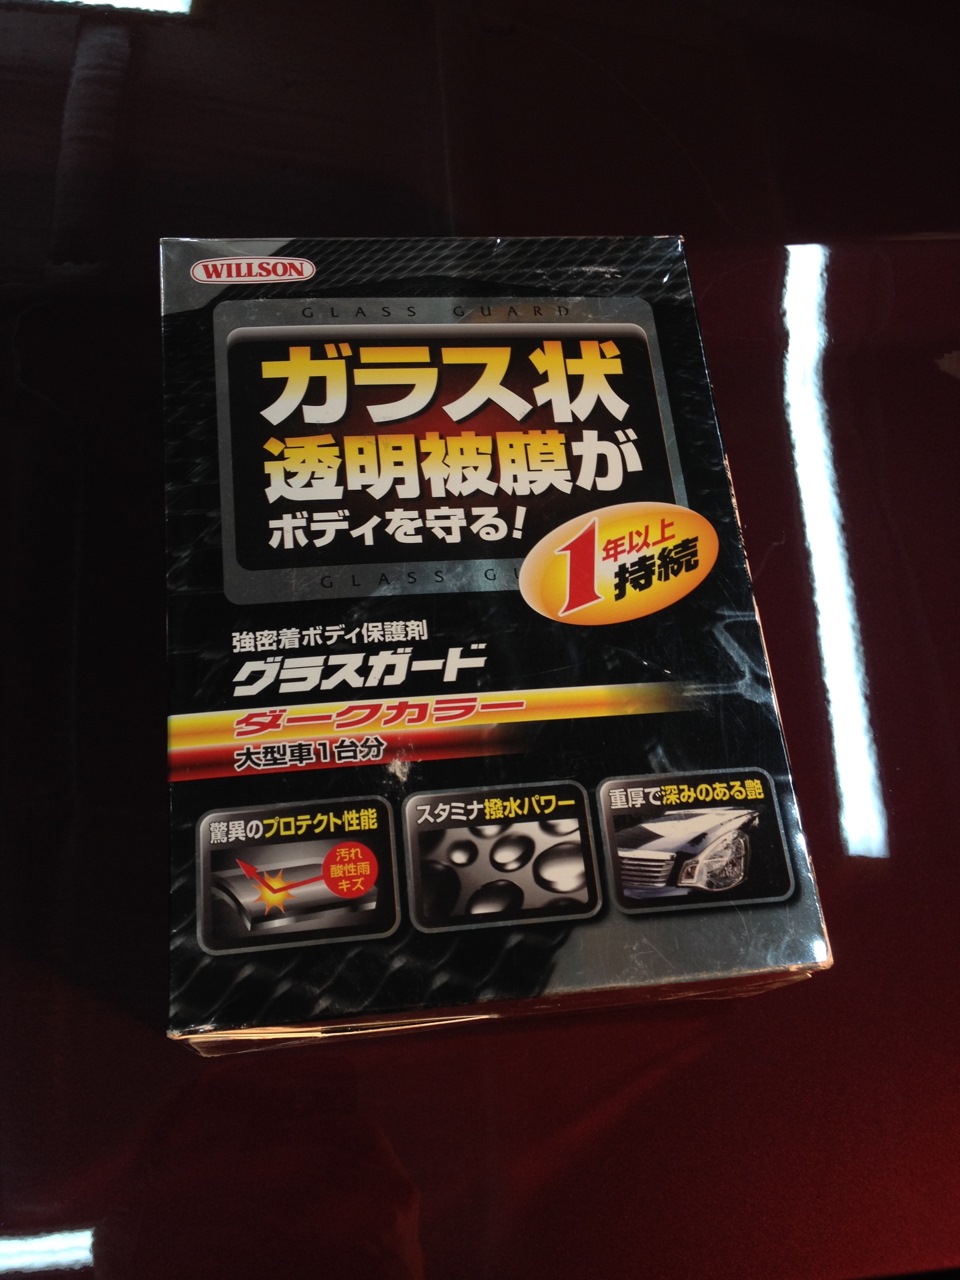 WILLSON
GLASS GUARD
ガラス状
透明被膜が
ボディを守る!
1年以上
持続
GLASS GU
強密着ボディ保護剤
グラスガード
ダークカラー
大型車1台分
驚異のプロテクト性能
汚れ
酸性雨
キズ
スタミナ撥水パワー
重厚で深みのある艶